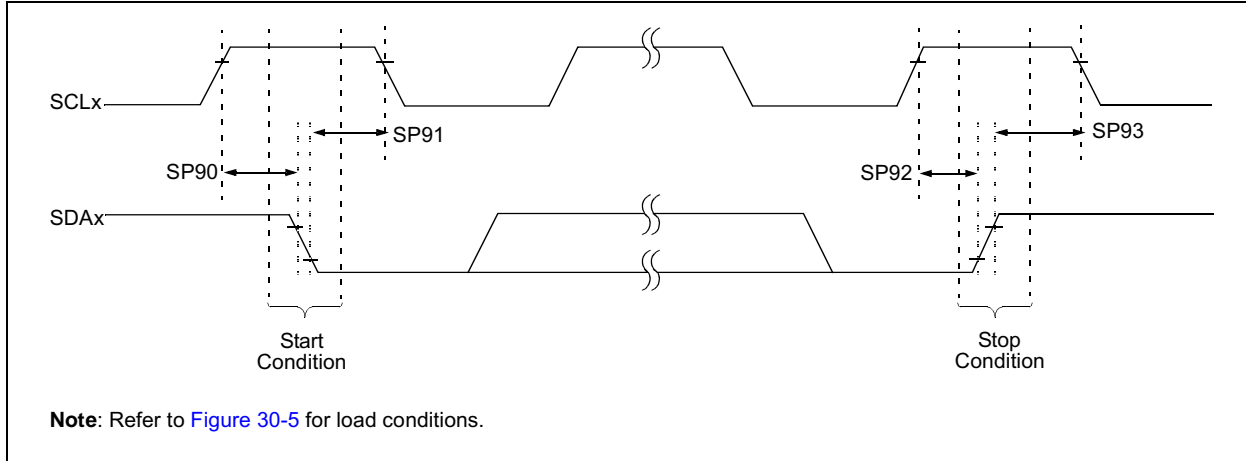 SCLx
SP91
SP93
SP90
SP92
SDAx
Start
Condition
Stop
Condition
Note: Refer to Figure 30-5 for load conditions.